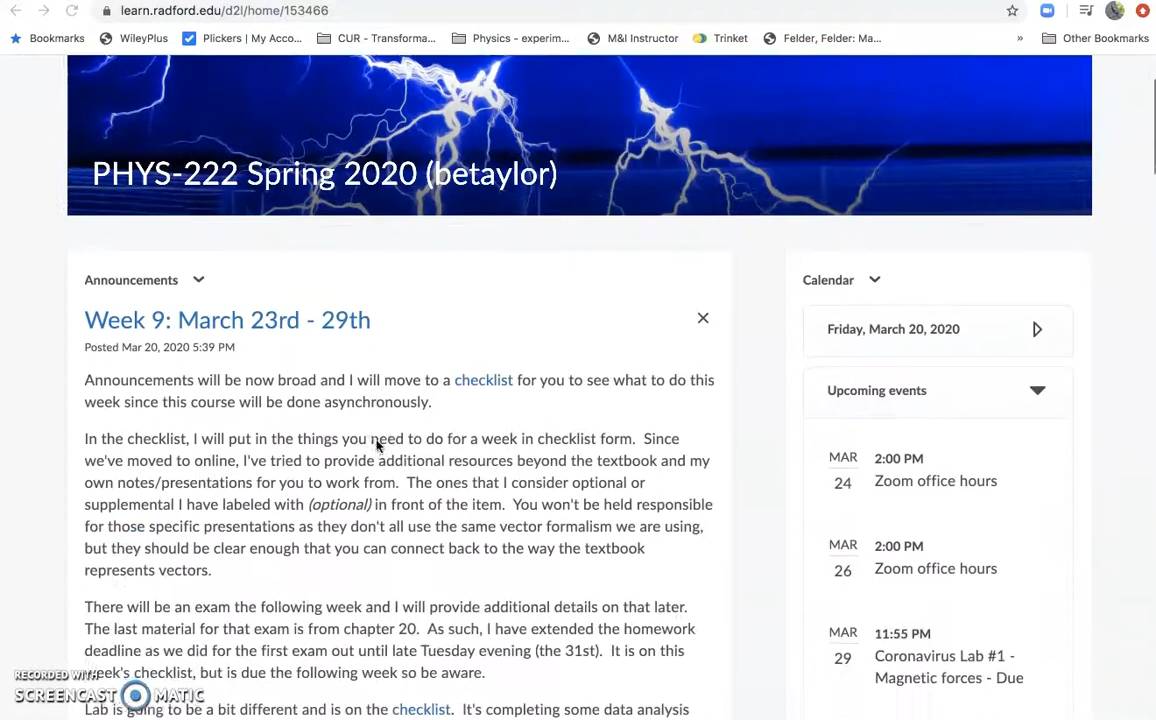 learn.radford.edu/d2l/home/153466
Bookmarks WileyPlus Plickers | My Acco... CUR - Transforma... Physics - experim... M&I Instructor Trinket Felder, Felder: Ma... » Other Bookmarks
PHYS-222 Spring 2020 (betaylor)
Announcements
Week 9: March 23rd - 29th
Posted Mar 20, 2020 5:39 PM
Announcements will be now broad and I will move to a checklist for you to see what to do this
week since this course will be done asynchronously.
In the checklist, I will put in the things you need to do for a week in checklist form. Since
we've moved to online, I've tried to provide additional resources beyond the textbook and my
own notes/presentations for you to work from. The ones that I consider optional or
supplemental I have labeled with (optional) in front of the item. You won't be held responsible
for those specific presentations as they don't all use the same vector formalism we are using,
but they should be clear enough that you can connect back to the way the textbook
represents vectors.
There will be an exam the following week and I will provide additional details on that later.
The last material for that exam is from chapter 20. As such, I have extended the homework
deadline as we did for the first exam out until late Tuesday evening (the 31st). It is on this
week's checklist, but is due the following week so be aware.
Lab is going to be a bit different and is on the checklist. It's completing some data analysis
Calendar
Friday, March 20, 2020
Upcoming events
MAR 2:00 PM
24 Zoom office hours
MAR 2:00 PM
26 Zoom office hours
MAR 11:55 PM
29 Coronavirus Lab #1 -
Magnetic forces - Due
RECORDED WITH
SCREENCAST MATIC